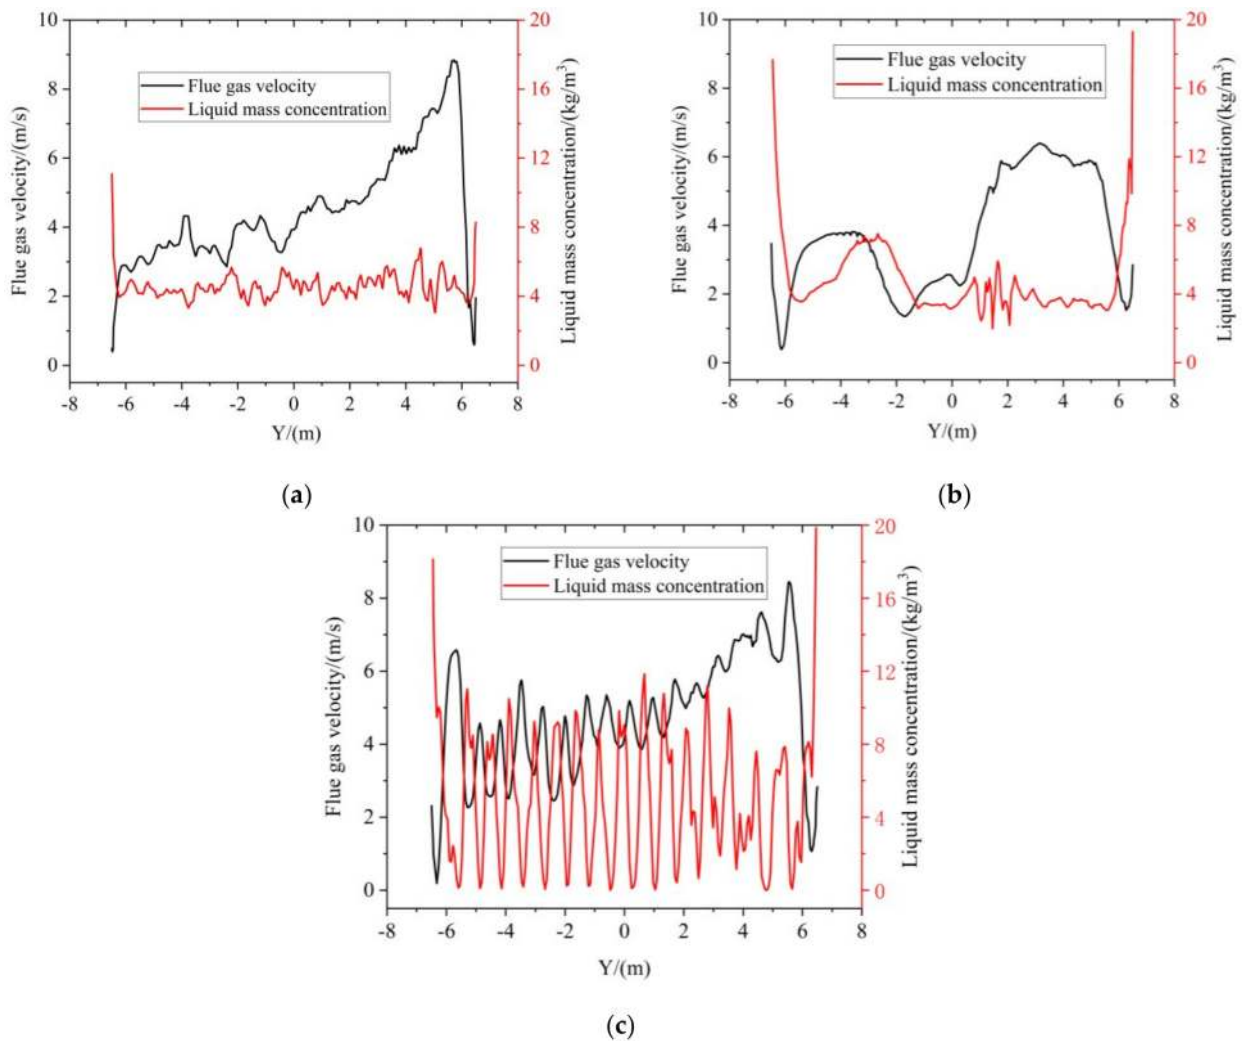 10
8
6
4
2
0
Flue gas velocity/(m/s)
Flue gas velocity
Liquid mass concentration
20
16
12
8
4
0
Liquid mass concentration/(kg/m³)
-8 -6 -4 -2 0 2 4 6 8
Y/(m)
(a)
10
8
6
4
2
0
Flue gas velocity/(m/s)
Flue gas velocity
Liquid mass concentration
20
16
12
8
4
0
Liquid mass concentration/(kg/m³)
-8 -6 -4 -2 0 2 4 6 8
Y/(m)
(b)
10
8
6
4
2
0
Flue gas velocity/(m/s)
Flue gas velocity
Liquid mass concentration
20
16
12
8
4
0
Liquid mass concentration/(kg/m³)
-8 -6 -4 -2 0 2 4 6 8
Y/(m)
(c)